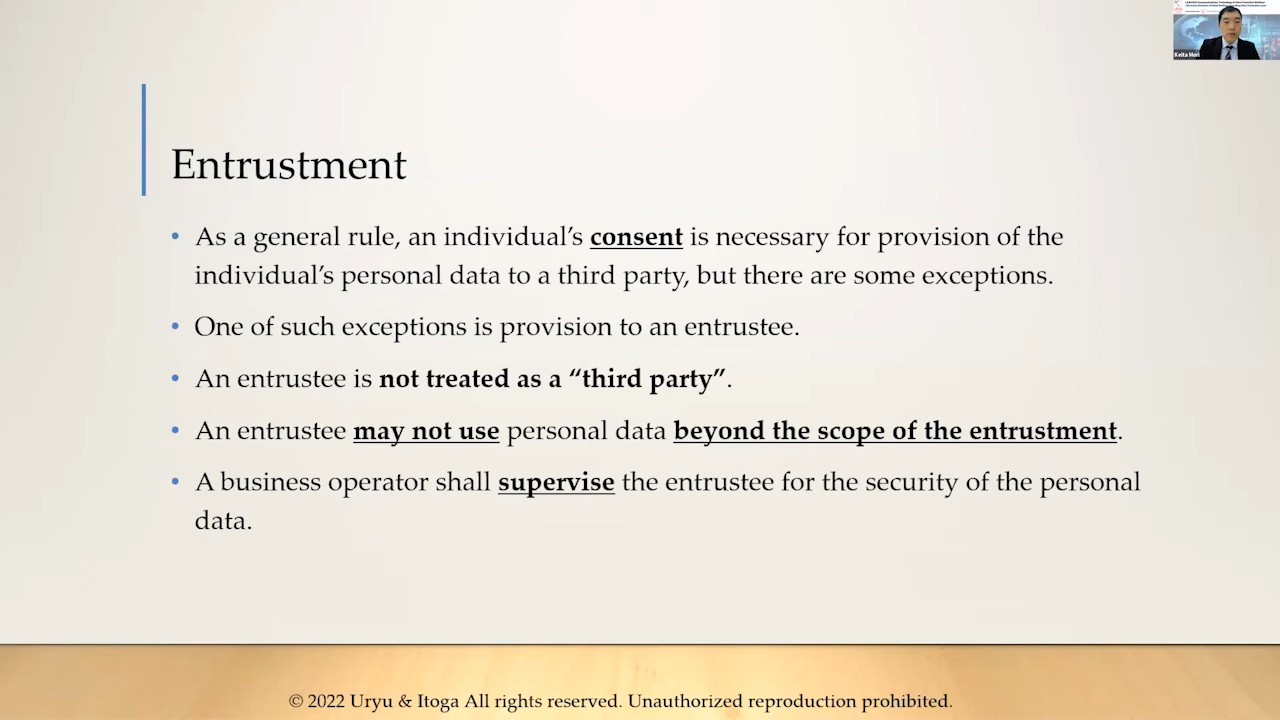 Keita Mori
Entrustment
• As a general rule, an individual’s consent is necessary for provision of the
individual’s personal data to a third party, but there are some exceptions.
• One of such exceptions is provision to an entrustee.
• An entrustee is not treated as a “third party”.
• An entrustee may not use personal data beyond the scope of the entrustment.
• A business operator shall supervise the entrustee for the security of the personal
data.
© 2022 Uryu & Itoga All rights reserved. Unauthorized reproduction prohibited.